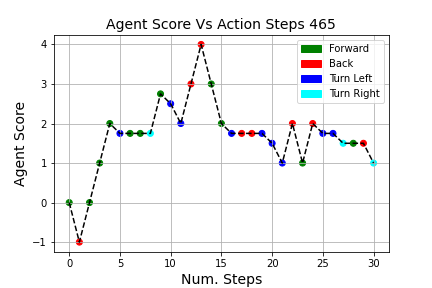 Agent Score Vs Action Steps 465
Forward
Back
Turn Left
Turn Right
Agent Score
4
3
2
1
0
−1
0 5 10 15 20 25 30
Num. Steps